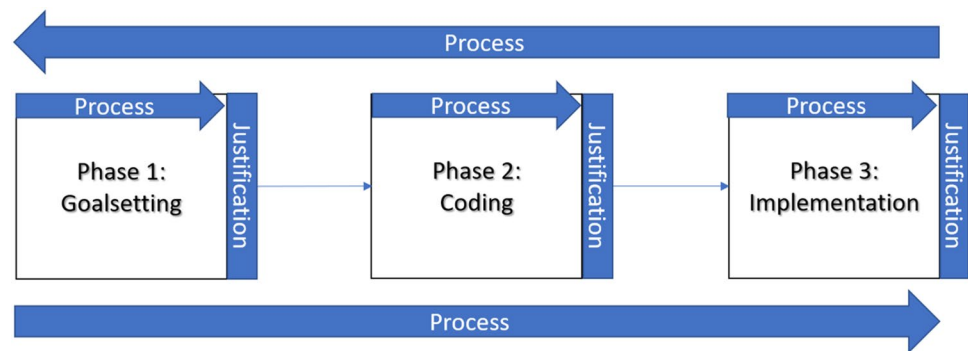 Process
Process
Justification
Phase 1:
Goalsetting
Process
Justification
Phase 2:
Coding
Process
Justification
Phase 3:
Implementation
Process